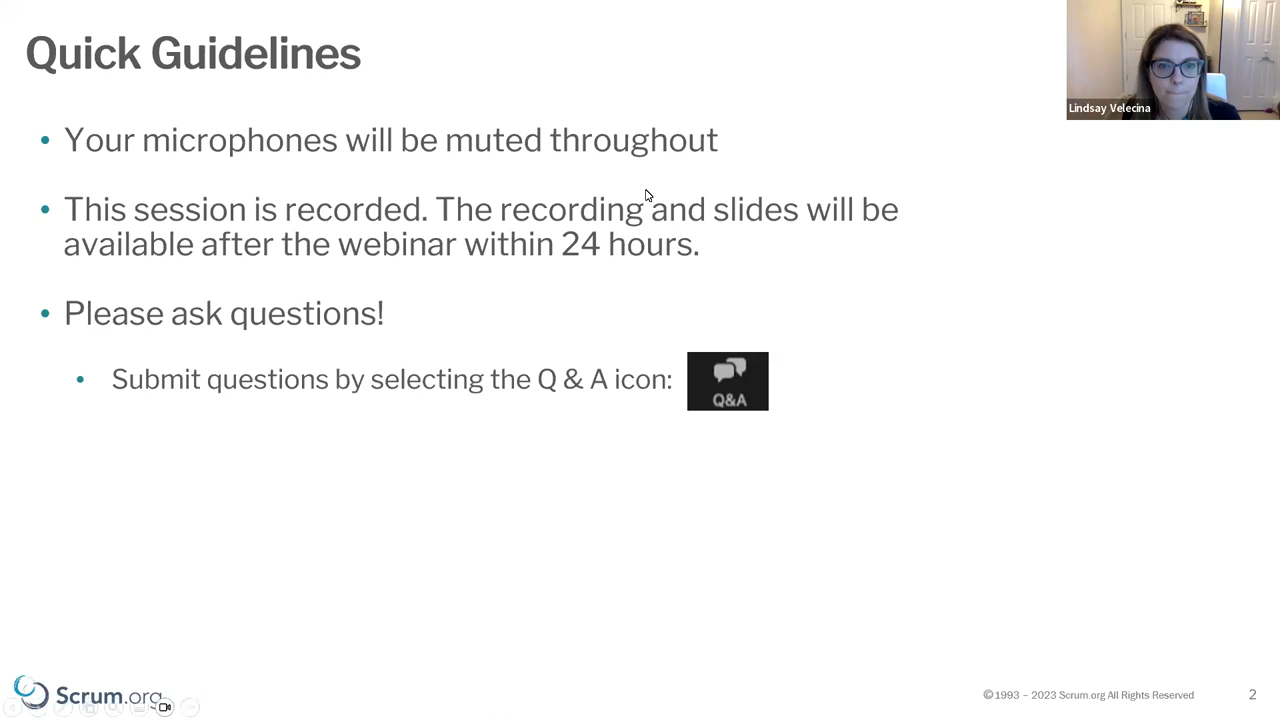 Quick Guidelines
Lindsay Velecina
• Your microphones will be muted throughout
• This session is recorded. The recording and slides will be
available after the webinar within 24 hours.
• Please ask questions!
• Submit questions by selecting the Q & A icon:
Q&A
Scrum.org
© 1993 – 2023 Scrum.org All Rights Reserved
2